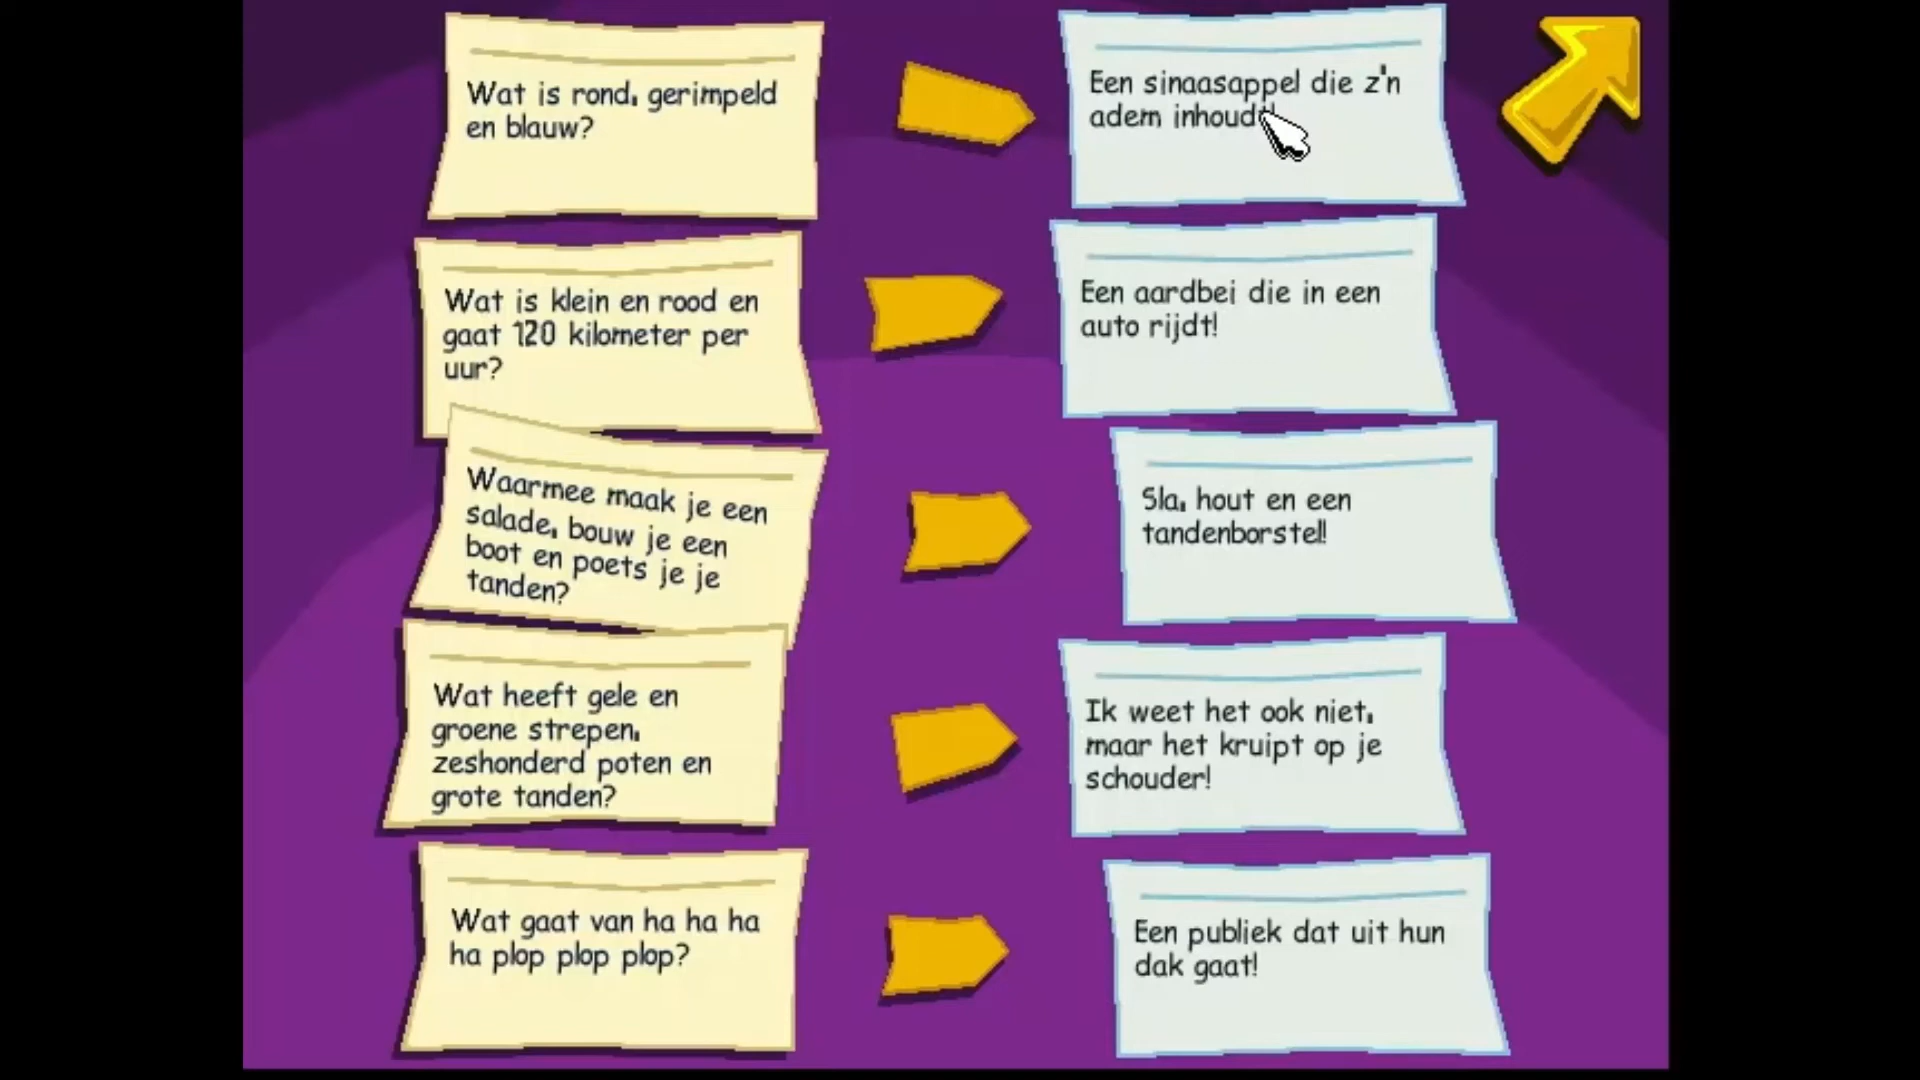 Wat is rond, gerimpeld
en blauw?
Een sinaasappel die z'n
adem inhoudt!
Wat is klein en rood en
gaat 120 kilometer per
uur?
Een aardbei die in een
auto rijdt!
Waarmee maak je een
salade, bouw je een
boot en poets je je
tanden?
Sla, hout en een
tandenborstel!
Wat heeft gele en
groene strepen,
zeshonderd poten en
grote tanden?
Ik weet het ook niet,
maar het kruipt op je
schouder!
Wat gaat van ha ha ha
ha plop plop plop?
Een publiek dat uit hun
dak gaat!